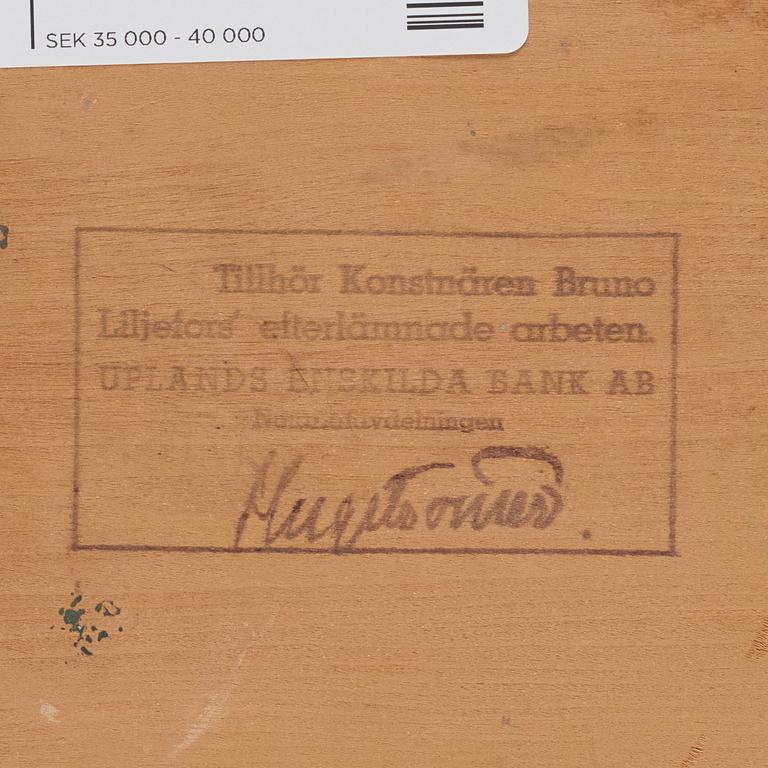 SEK 35 000 - 40 000
Tillhör Konstnären Bruno
Liljefors' efterlämnade arbeten.
UPLANDS ENSKILDA BANK AB